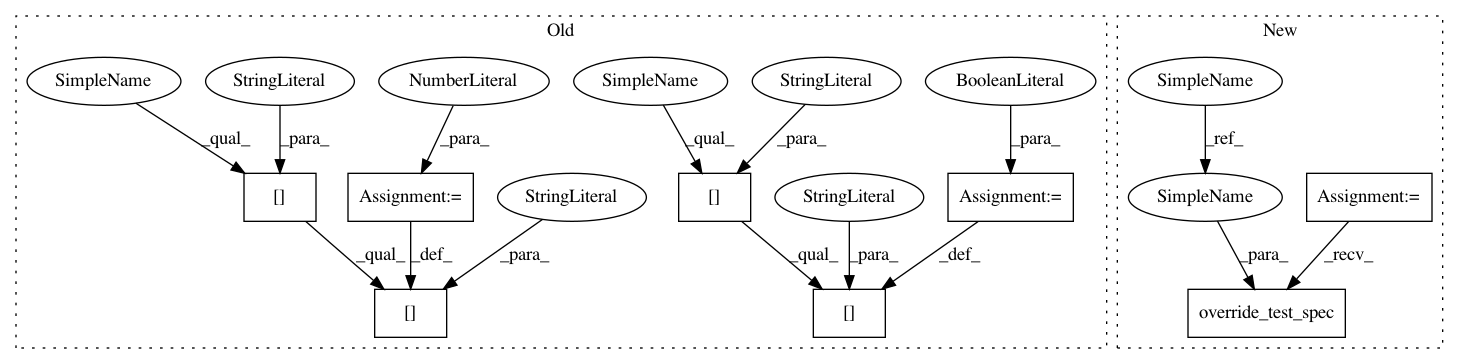 Old
New
SimpleName
StringLiteral
NumberLiteral
SimpleName
StringLiteral
BooleanLiteral
SimpleName
_qual_
_para_
_para_
_qual_
_para_
_para_
_ref_
[]
Assignment:=
StringLiteral
[]
StringLiteral
Assignment:=
SimpleName
Assignment:=
_qual_
_def_
_para_
_qual_
_para_
_def_
_para_
_recv_
[]
[]
override_test_spec